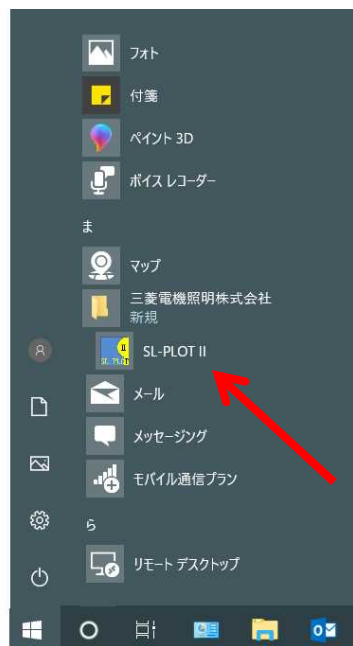 フォト
付箋
ペイント 3D
ボイス レコーダー
ま
マップ
三菱電機照明株式会社
新規
SL-PLOT II
メール
メッセージング
モバイル通信プラン
ら
リモート デスクトップ